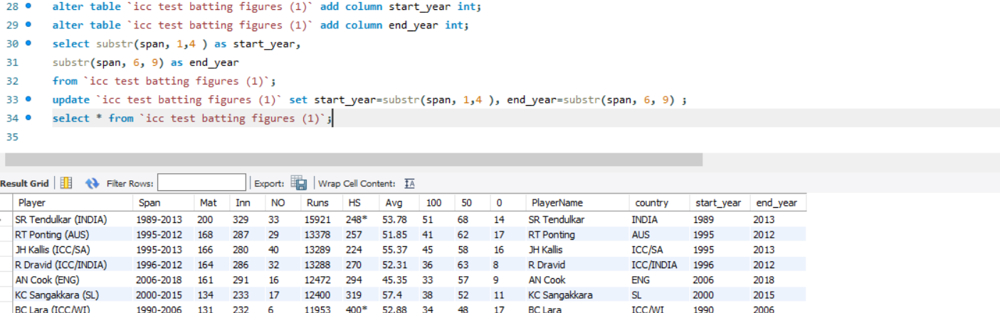 28 alter table `icc test batting figures (1)` add column start_year int;
29 alter table `icc test batting figures (1)` add column end_year int;
30 select substr(span, 1,4 ) as start_year,
31 substr(span, 6, 9) as end_year
32 from `icc test batting figures (1)`;
33 update `icc test batting figures (1)` set start_year=substr(span, 1,4 ), end_year=substr(span, 6, 9) ;
34 select * from `icc test batting figures (1)`;
35
Result Grid Filter Rows: Export: Wrap Cell Content: IA
Player Span Mat Inn NO Runs HS Avg 100 50 0 PlayerName country start_year end_year
SR Tendulkar (INDIA) 1989-2013 200 329 33 15921 248* 53.78 51 68 14 SR Tendulkar INDIA 1989 2013
RT Ponting (AUS) 1995-2012 168 287 29 13378 257 51.85 41 62 17 RT Ponting AUS 1995 2012
JH Kallis (ICC/SA) 1995-2013 166 280 40 13289 224 55.37 45 58 16 JH Kallis ICC/SA 1995 2013
R Dravid (ICC/INDIA) 1996-2012 164 286 32 13288 270 52.31 36 63 8 R Dravid ICC/INDIA 1996 2012
AN Cook (ENG) 2006-2018 161 291 16 12472 294 45.35 33 57 9 AN Cook ENG 2006 2018
KC Sangakkara (SL) 2000-2015 134 233 17 12400 319 57.4 38 52 11 KC Sangakkara SL 2000 2015
BC Lara (ICC/WI) 1990-2006 131 232 6 11953 400* 52.88 34 48 17 BC Lara ICC/WI 1990 2006